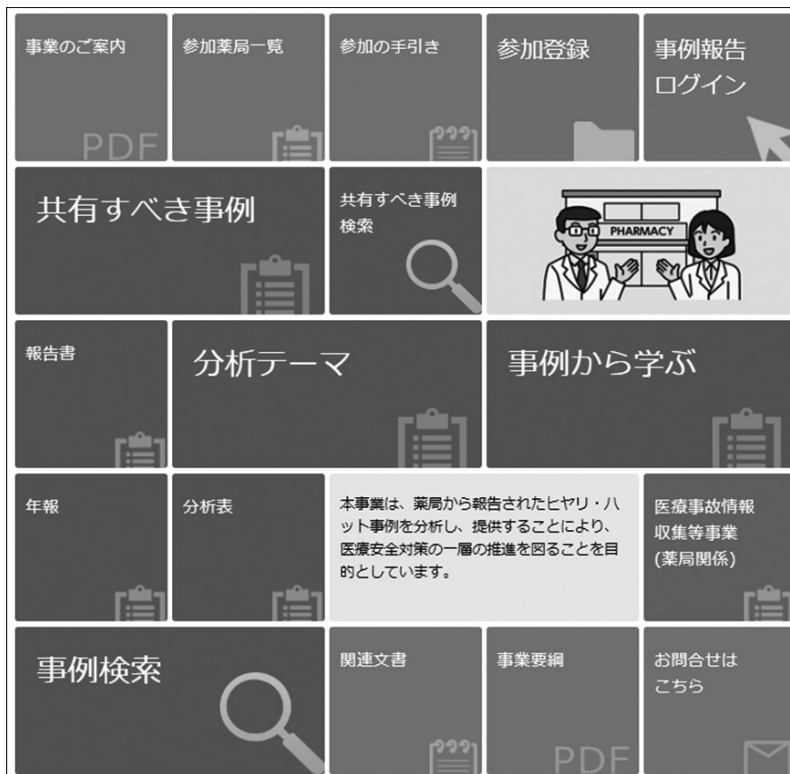 事業のご案内
PDF
参加薬局一覧
参加の手引き
参加登録
事例報告
ログイン
共有すべき事例
共有すべき事例
検索
PHARMACY
報告書
分析テーマ
事例から学ぶ
年報
分析表
本事業は、薬局から報告されたヒヤリ・ハ
ット事例を分析し、提供することにより、
医療安全対策の一層の推進を図ることを目
的としています。
医療事故情報
収集等事業
(薬局関係)
事例検索
関連文書
事業要綱
PDF
お問合せは
こちら